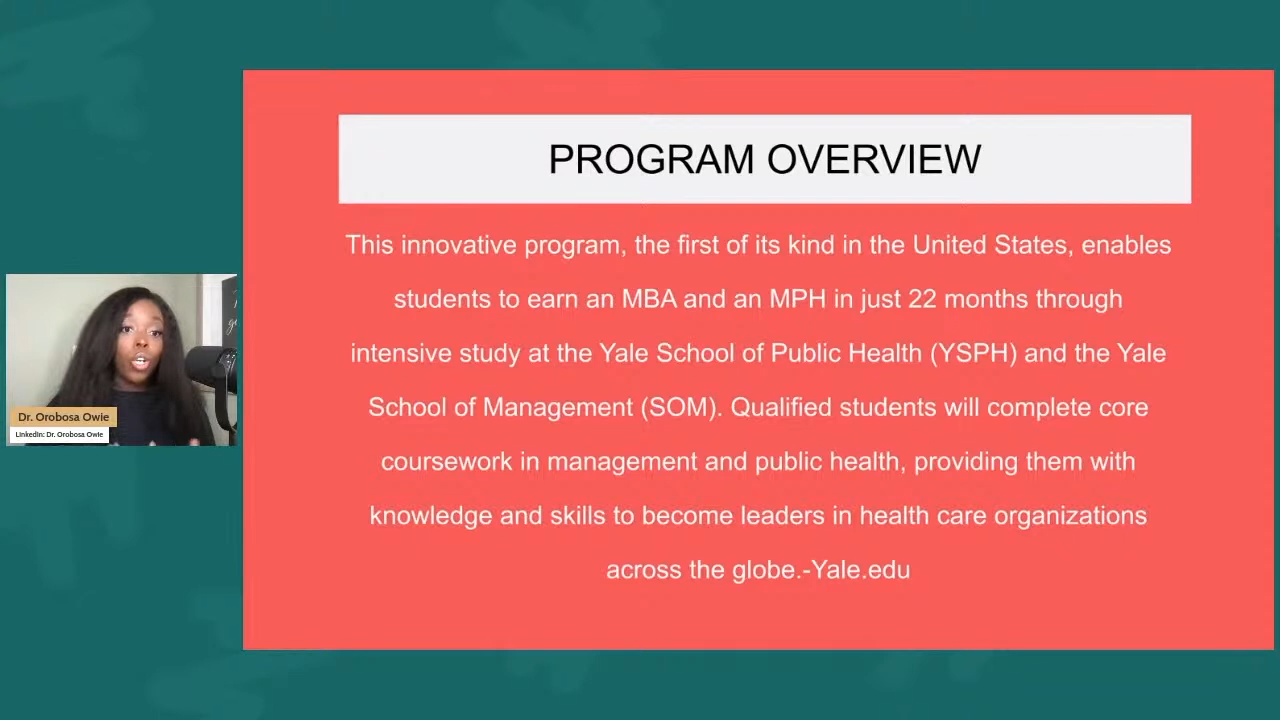 PROGRAM OVERVIEW
This innovative program, the first of its kind in the United States, enables
students to earn an MBA and an MPH in just 22 months through
intensive study at the Yale School of Public Health (YSPH) and the Yale
School of Management (SOM). Qualified students will complete core
coursework in management and public health, providing them with
knowledge and skills to become leaders in health care organizations
across the globe.-Yale.edu
Dr. Orobosa Owie
LinkedIn: Dr. Orobosa Owie